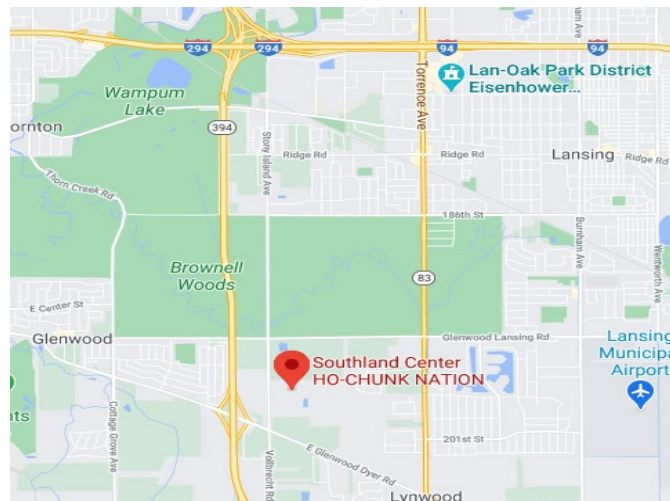 294
294
94
94
Wampum
Lake
Torrence Ave
Lan-Oak Park District
Eisenhower...
ornton
394
Stony Island Ave
Ridge Rd
Ridge Rd
Lansing
Ridge Rd
Thorn Creek Rd
186th St
Burnham Ave
Wentworth Ave
Brownell
Woods
83
E Center St
Glenwood
Glenwood Lansing Rd
Lansing
Municipa
Airport
Southland Center
HO-CHUNK NATION
nts
Cottage Grove Ave
Vollbrecht Rd
E Glenwood Dyer Rd
201st St
Lynwood